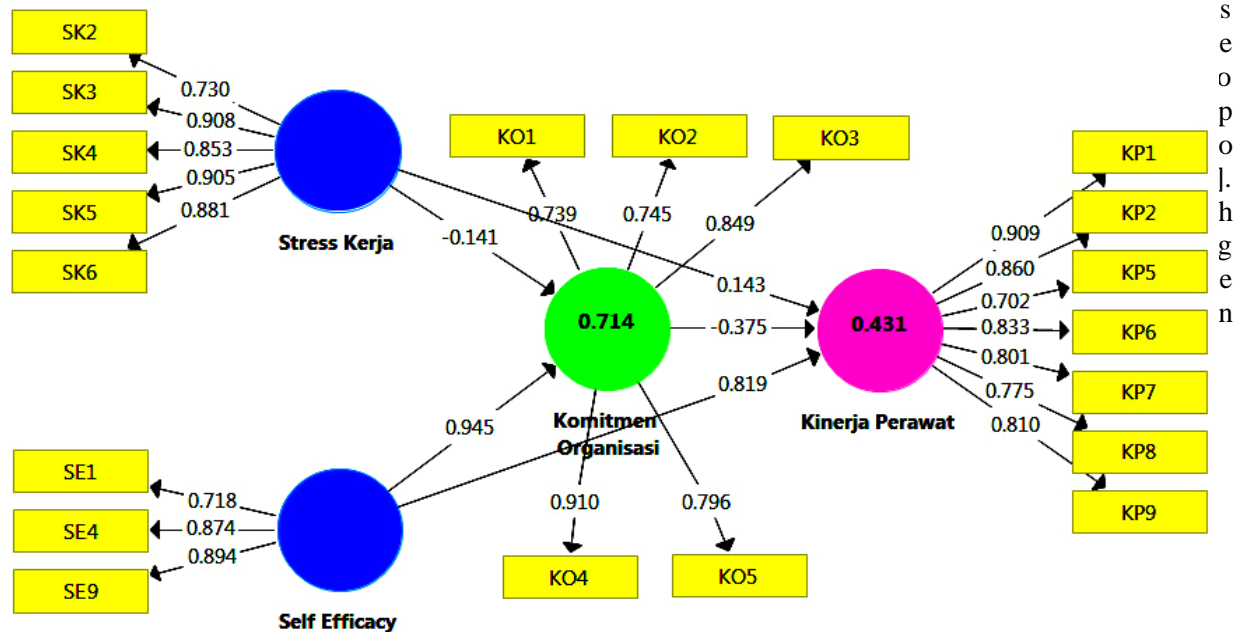 SK2
SK3
SK4
SK5
SK6
0.730
0.908
0.853
0.905
0.881
Stress Kerja
-0.141
0.143
KO1
KO2
KO3
0.739
0.745
0.849
0.714
Komitmen
Organisasi
-0.375
0.910
0.796
KO4
KO5
SE1
SE4
SE9
0.718
0.874
0.894
Self Efficacy
0.945
0.819
0.431
Kinerja Perawat
0.909
0.860
0.702
0.833
0.801
0.775
0.810
KP1
KP2
KP5
KP6
KP7
KP8
KP9
s
e
o
p
o
l.
h
g
e
n